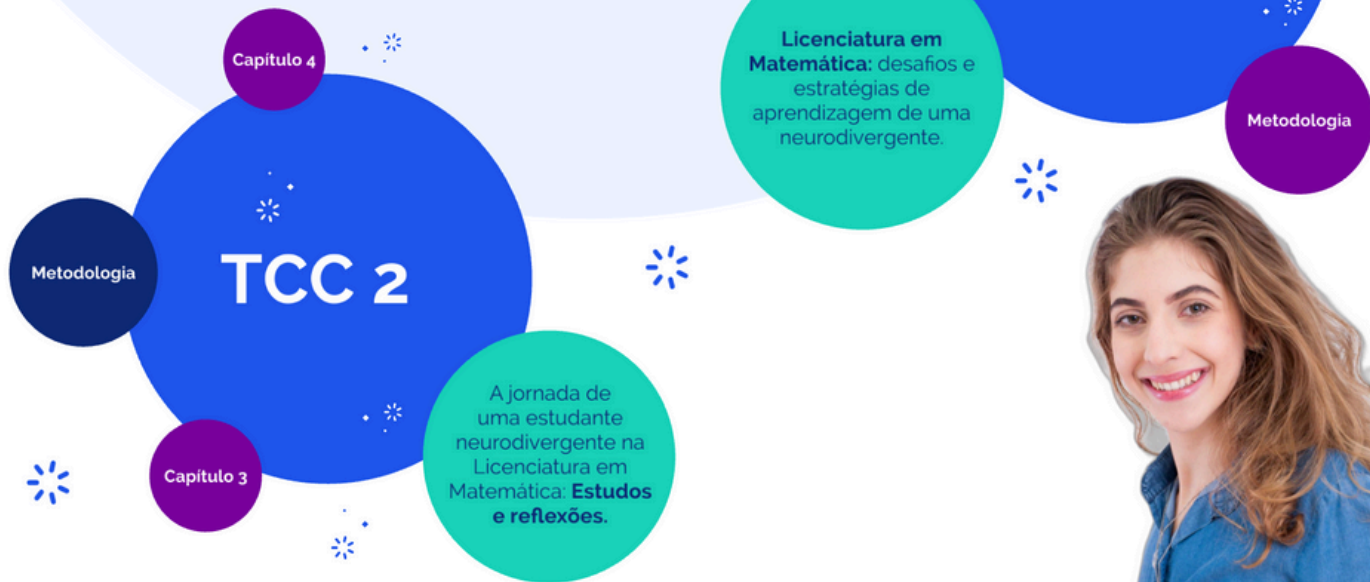 Capítulo 4
Licenciatura em
Matemática: desafios e
estratégias de
aprendizagem de uma
neurodivergente.
Metodologia
Metodologia
TCC 2
A jornada de
uma estudante
neurodivergente na
Licenciatura em
Matemática: Estudos
e reflexões.
Capítulo 3